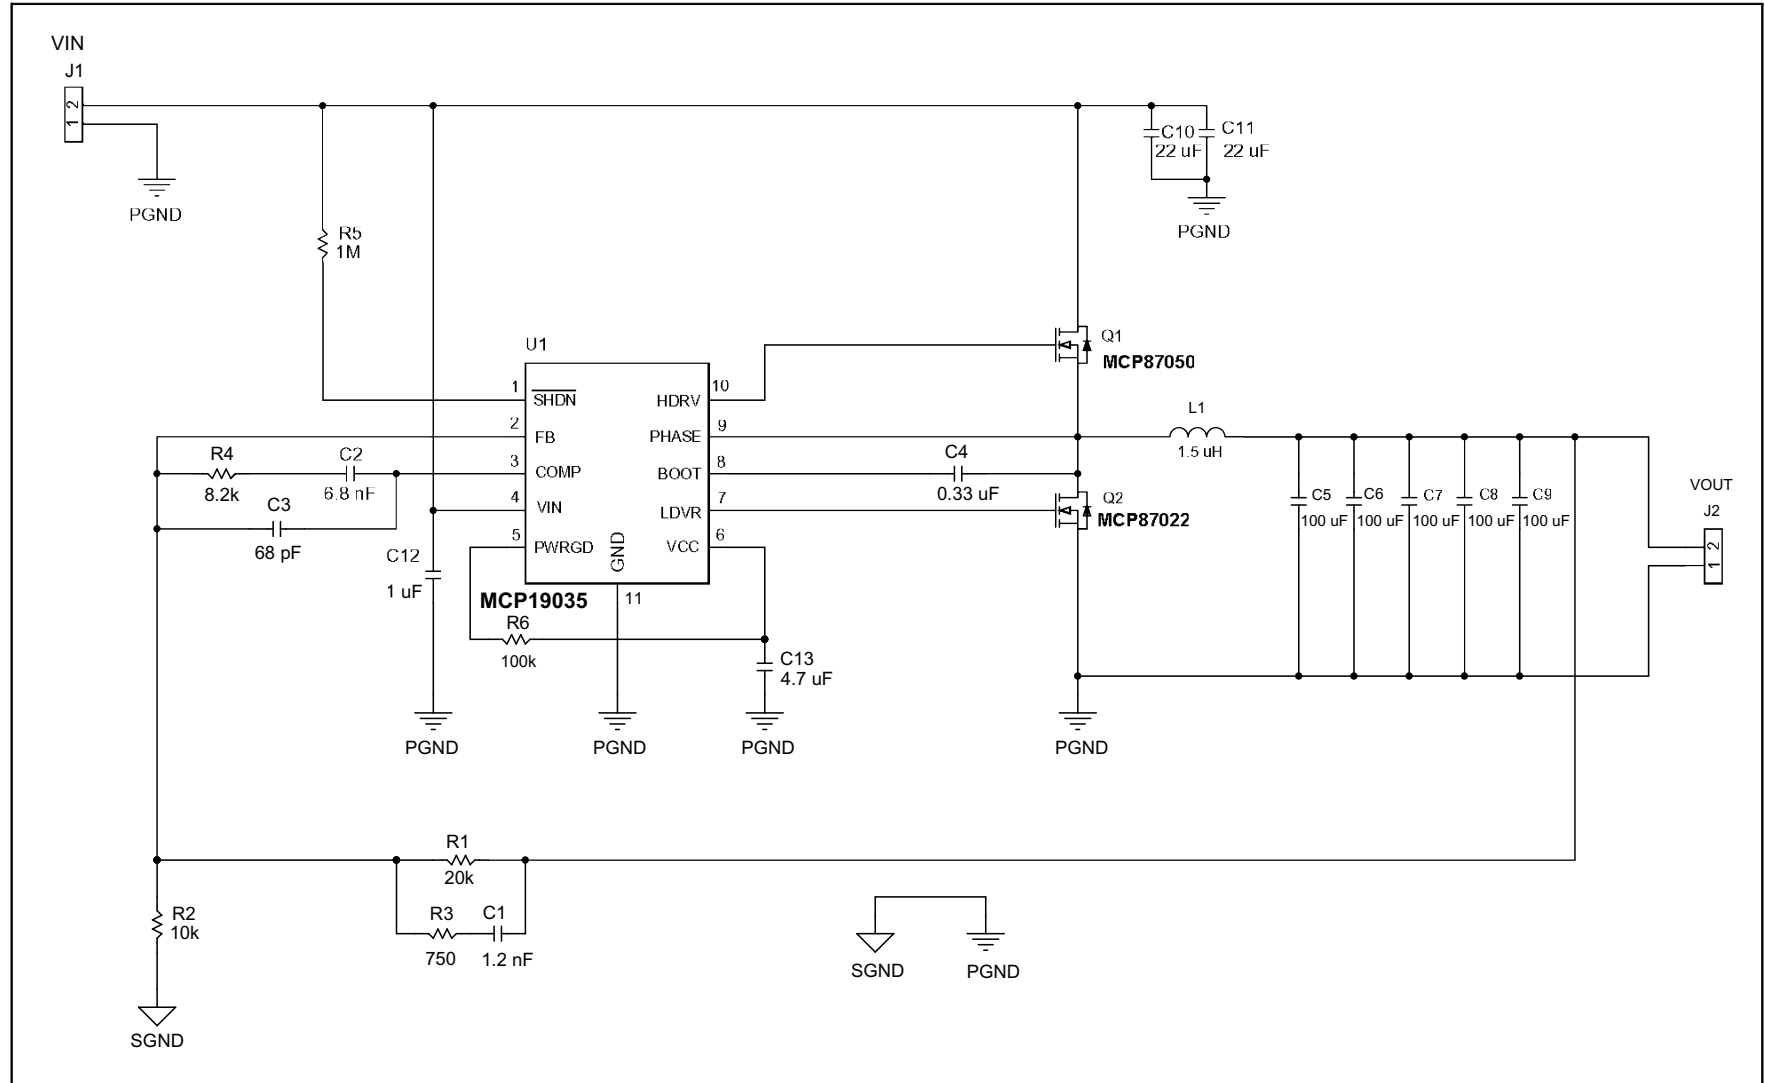 VIN
J1
2
1
PGND
R5
1M
C10
22 uF
C11
22 uF
PGND
U1
1
SHDN
2
FB
3
COMP
4
VIN
5
PWRGD
10
HDRV
9
PHASE
8
BOOT
7
LDVR
6
VCC
GND
11
MCP19035
Q1
MCP87050
Q2
MCP87022
L1
1.5 uH
C4
0.33 uF
R4
8.2k
C2
6.8 nF
C3
68 pF
C12
1 uF
R6
100k
C13
4.7 uF
C5
100 uF
C6
100 uF
C7
100 uF
C8
100 uF
C9
100 uF
VOUT
J2
2
1
PGND
PGND
PGND
PGND
R1
20k
R3
750
C1
1.2 nF
R2
10k
SGND
SGND
PGND